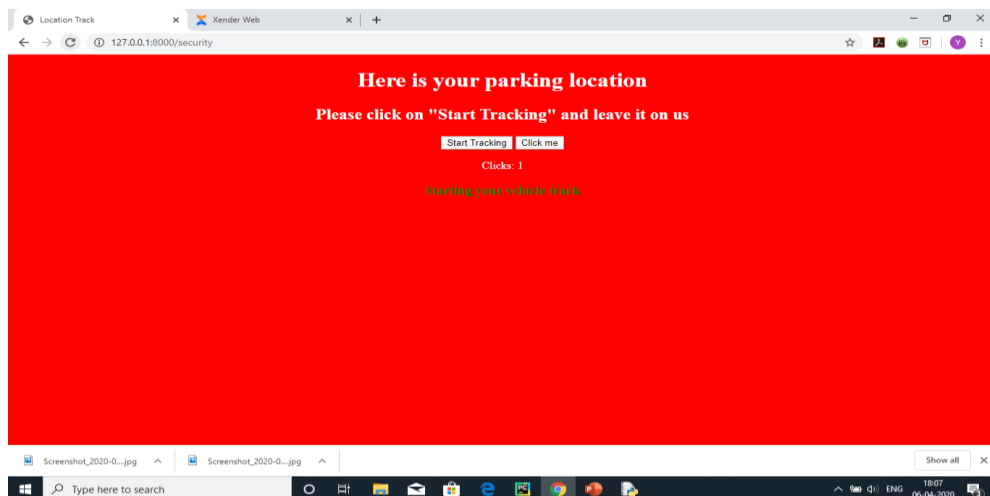 Location Track
Xender Web
127.0.0.1:8000/security
Y
Here is your parking location
Please click on "Start Tracking" and leave it on us
Start Tracking Click me
Clicks: 1
Starting your vehicle track
Screenshot_2020-0....jpg
Screenshot_2020-0....jpg
Show all
Type here to search
PC
ENG
18:07
06-04-2020